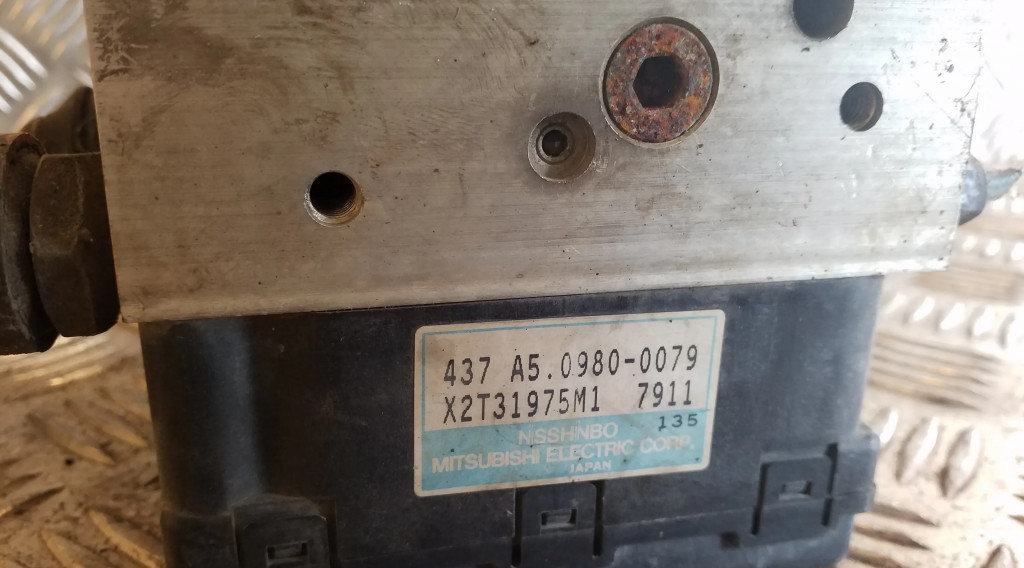 437 A5.0980-0079
X2T31975M1 7911
135
NISSHINBO
MITSUBISHI ELECTRIC CORP.
JAPAN